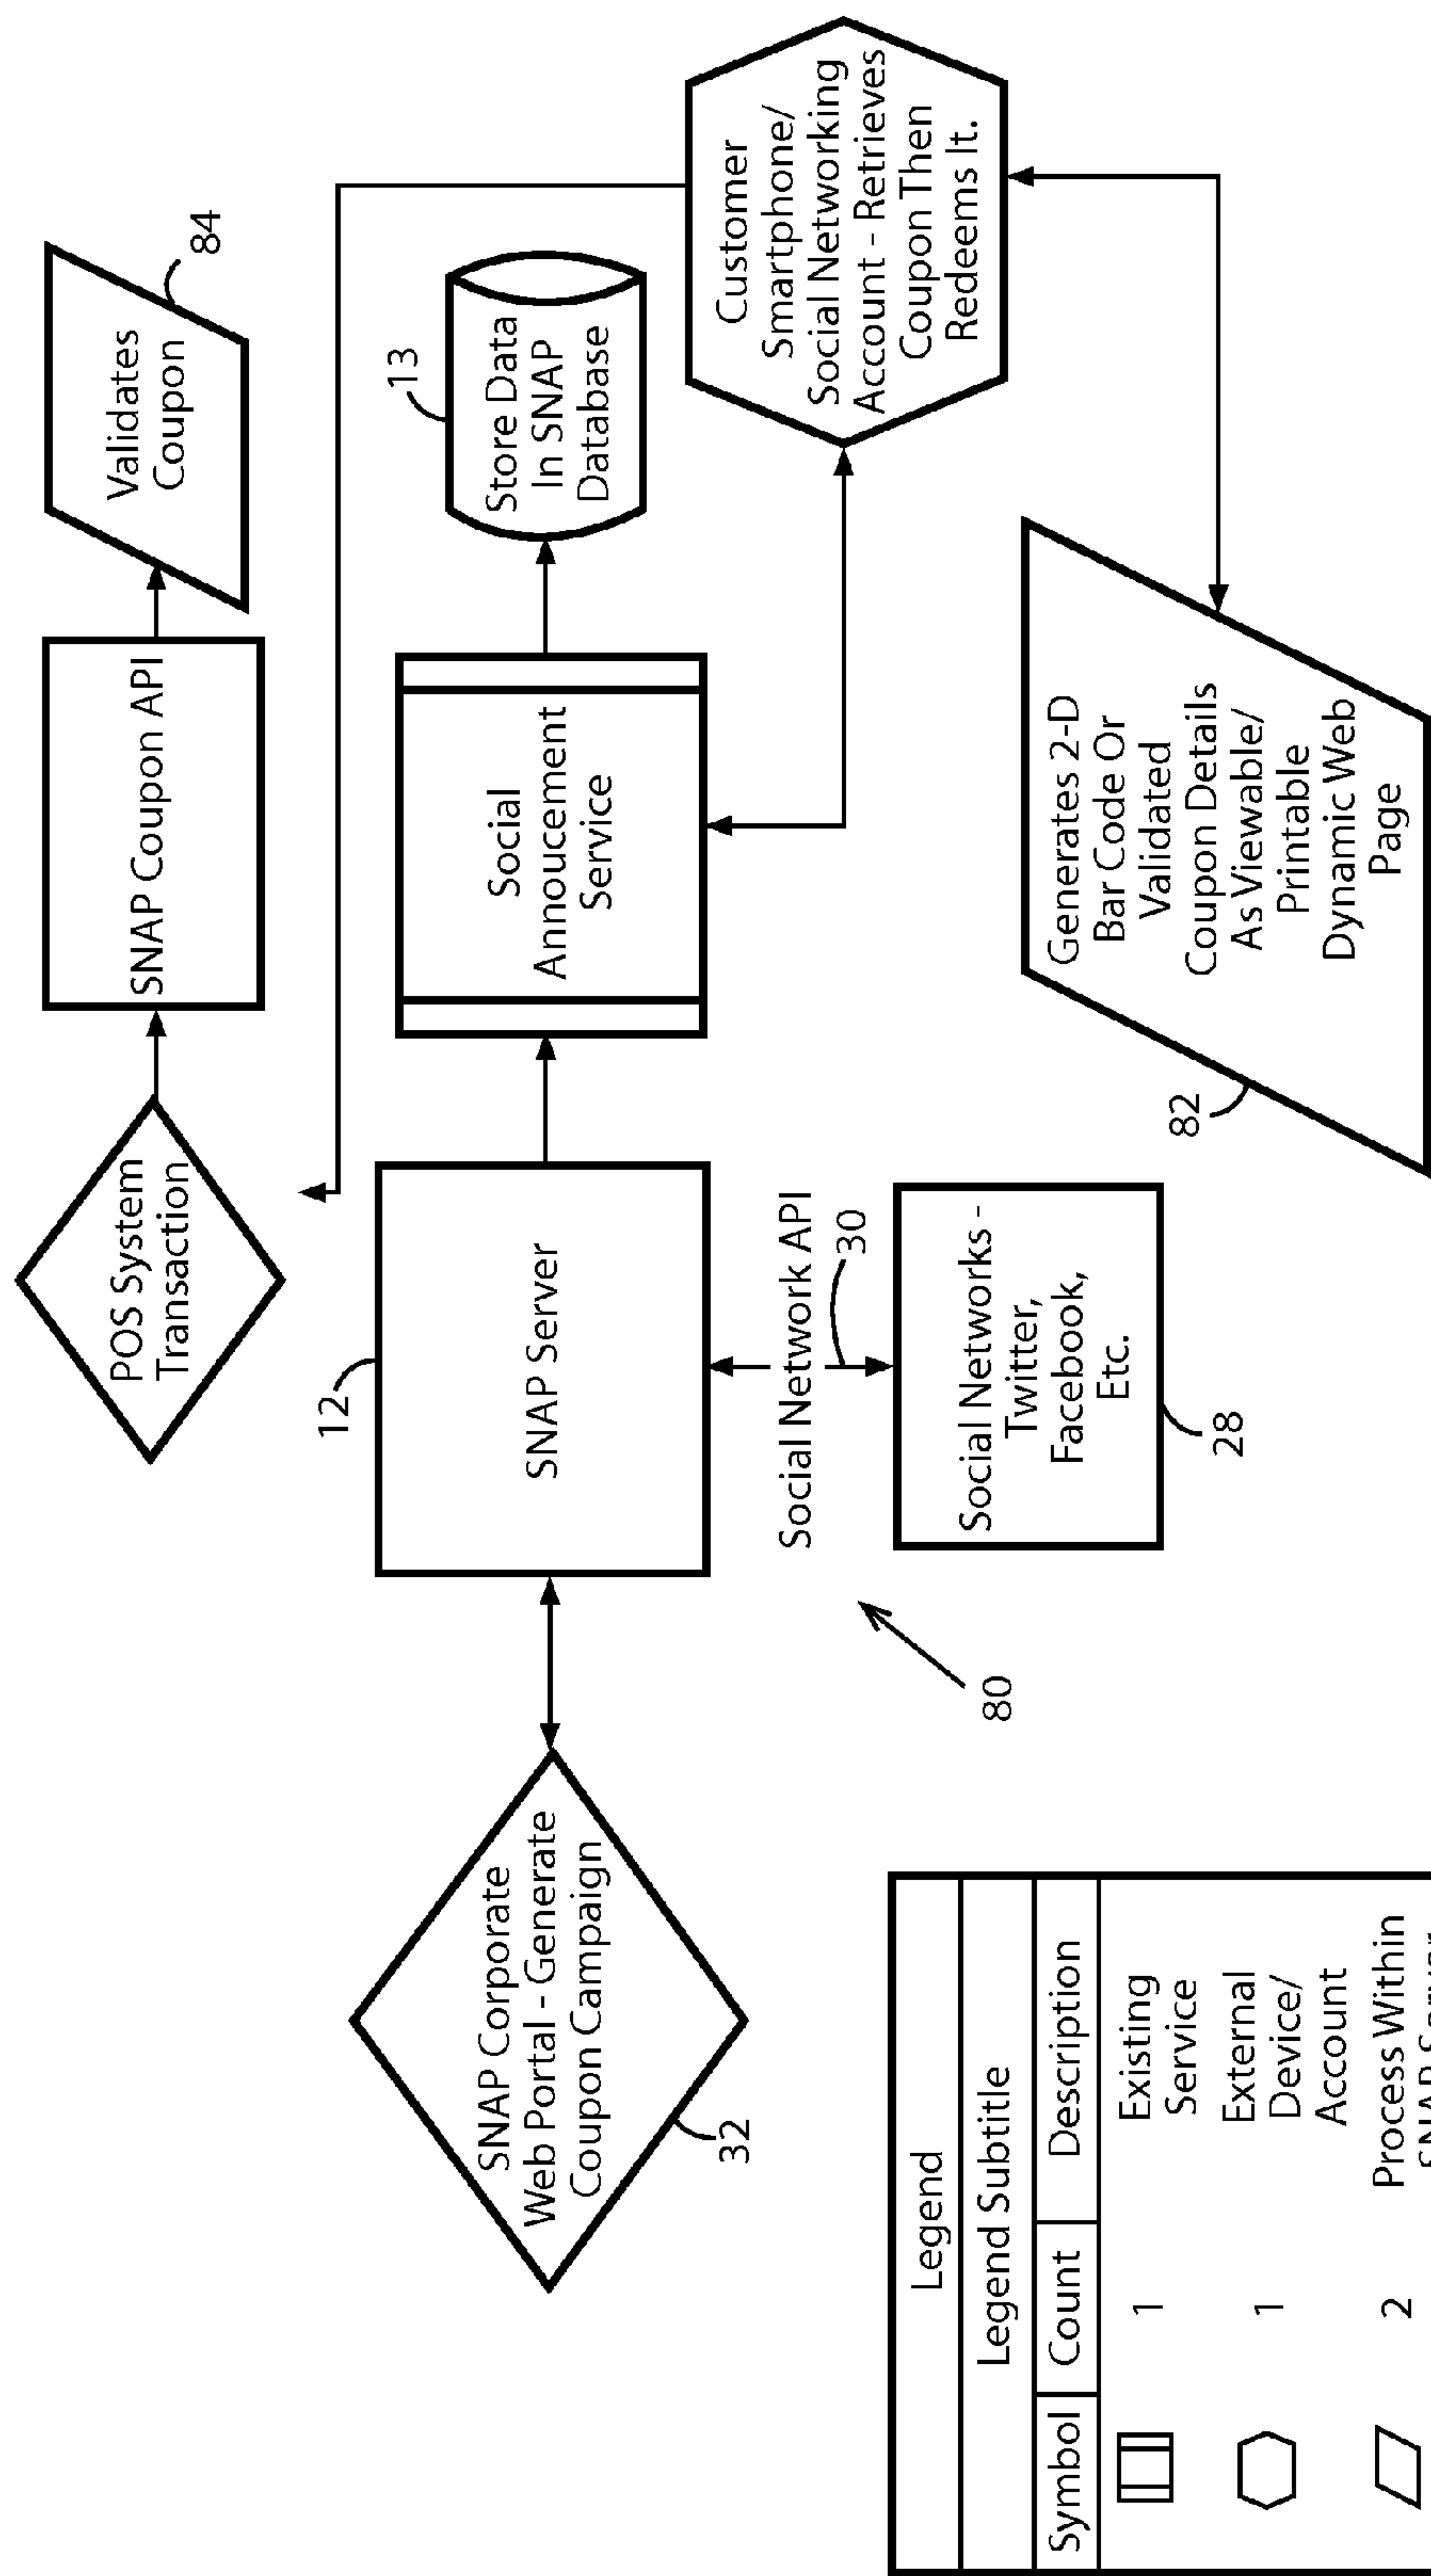 POS System
Transaction
SNAP Coupon API
Validates
Coupon
84
12
13
SNAP Corporate
Web Portal - Generate
Coupon Campaign
32
SNAP Server
Social
Annoucement
Service
Store Data
In SNAP
Database
Social Network API
30
Customer
Smartphone/
Social Networking
Account - Retrieves
Coupon Then
Redeems It.
80
Social Networks -
Twitter,
Facebook,
Etc.
28
82
Generates 2-D
Bar Code Or
Validated
Coupon Details
As Viewable/
Printable
Dynamic Web
Page
Legend
Legend Subtitle
Symbol Count Description
1 Existing
Service
1 External
Device/
Account
2 Process Within
SNAP Server